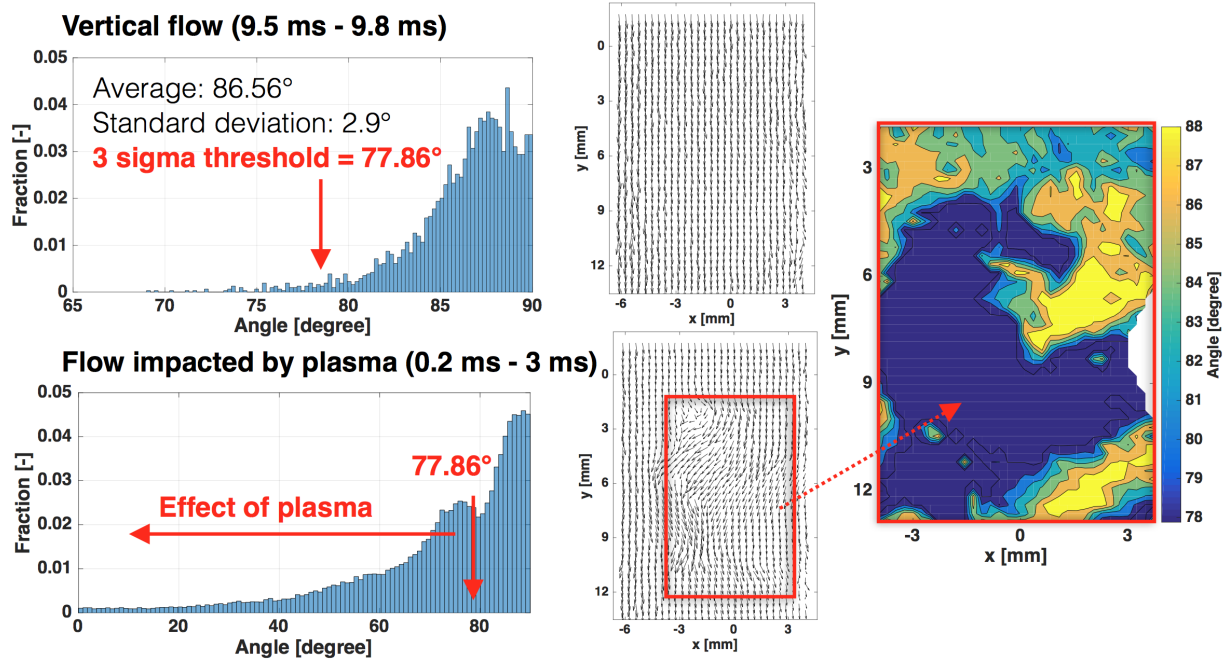 Vertical flow (9.5 ms - 9.8 ms)
0.05
0.04
0.03
0.02
0.01
0
Fraction [-]
Average: 86.56°
Standard deviation: 2.9°
3 sigma threshold = 77.86°
65 70 75 80 85 90
Angle [degree]
Flow impacted by plasma (0.2 ms - 3 ms)
0.05
0.04
0.03
0.02
0.01
0
Fraction [-]
77.86°
Effect of plasma
0 20 40 60 80
Angle [degree]
0
3
6
9
12
y [mm]
-6 -3 0 3
x [mm]
0
3
6
9
12
y [mm]
-6 -3 0 3
x [mm]
3
6
9
12
y [mm]
-3 0 3
x [mm]
88
87
86
85
84
83
82
81
80
79
78
Angle [degree]